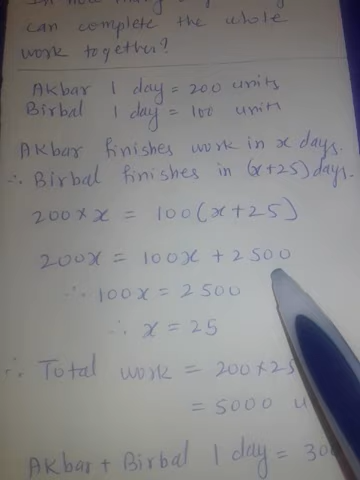 can complete the whole
work together?
Akbar 1 day = 200 units
Birbal 1 day = 100 units
Akbar finishes work in x days.
∴ Birbal finishes in (x+25) days.
200 × x = 100(x+25)
200x = 100x + 2500
∴ 100x = 2500
∴ x = 25
∴ Total work = 200 × 25
= 5000 u
Akbar + Birbal 1 day = 300